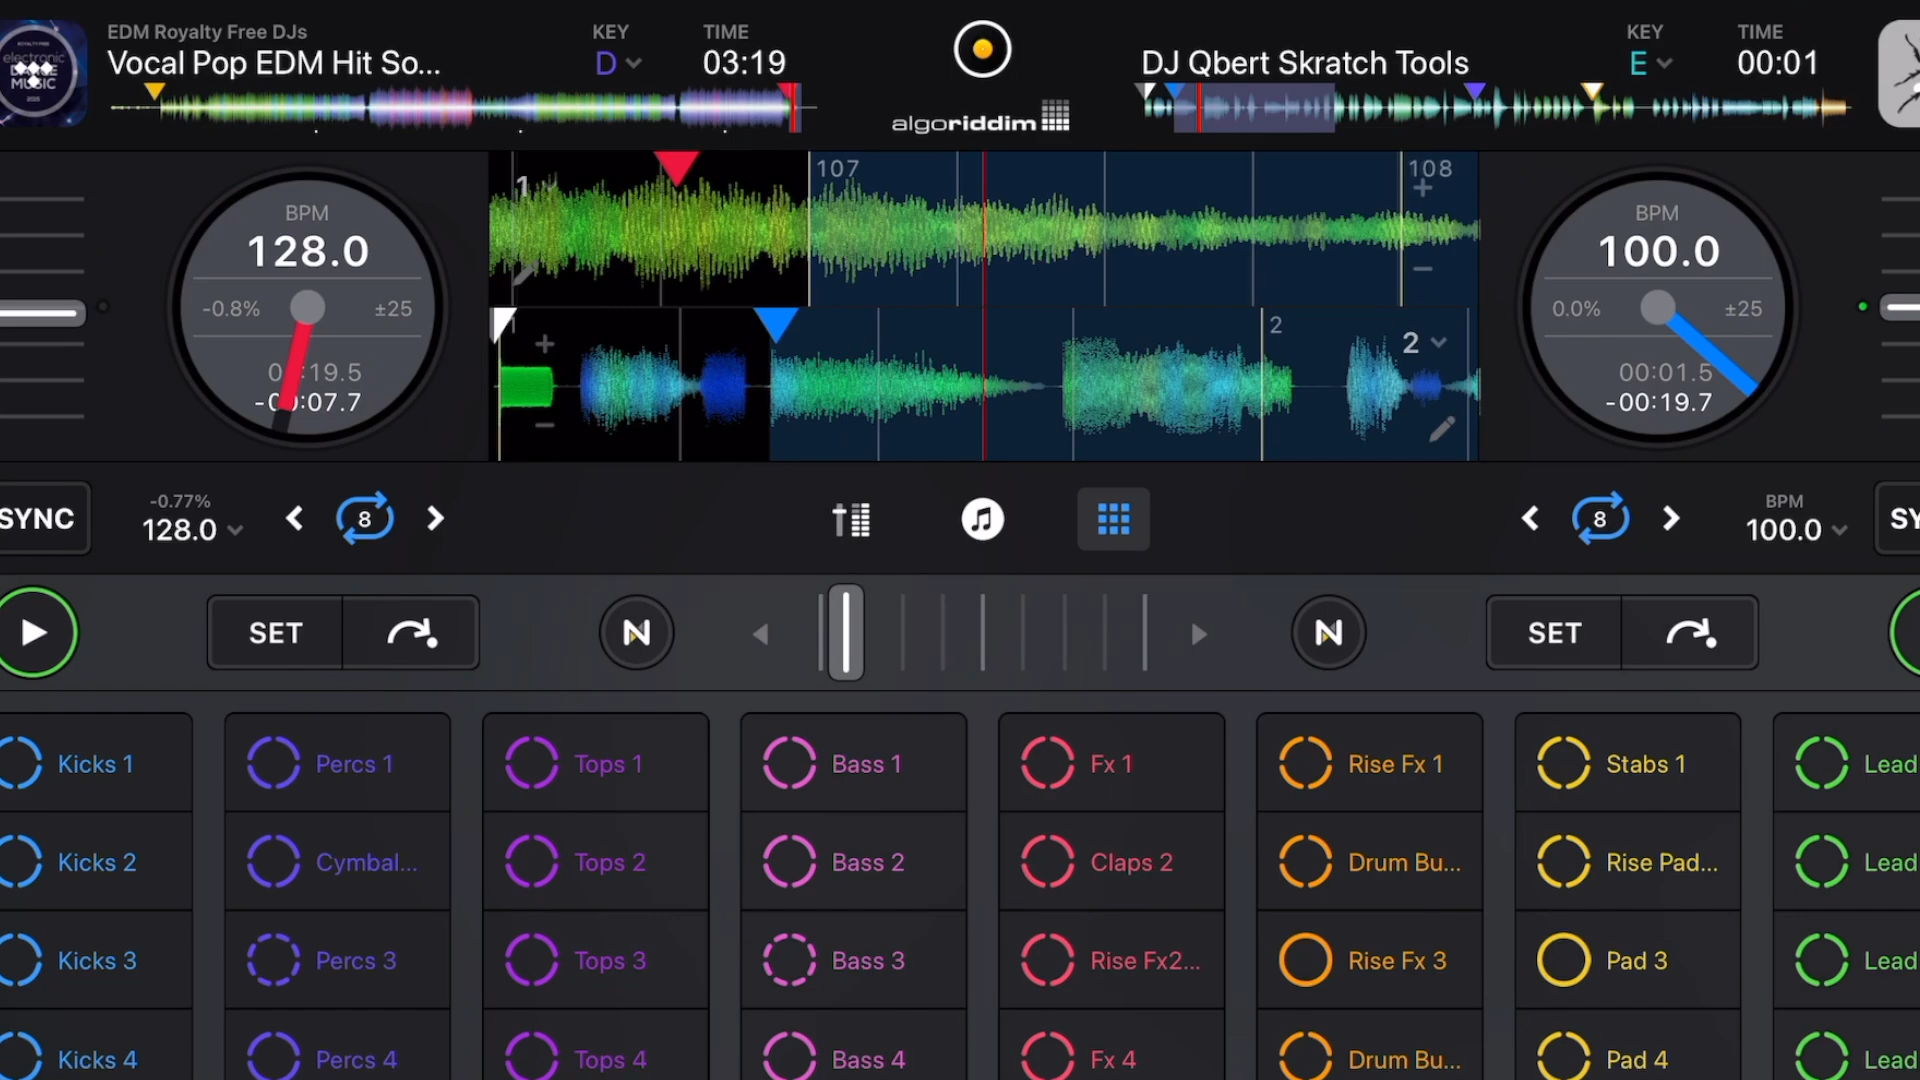 EDM Royalty Free DJs
Vocal Pop EDM Hit So...
KEY
D
TIME
03:19
electronic
DANCE
MUSIC
algoriddim
DJ Qbert Skratch Tools
KEY
E
TIME
00:01
BPM
128.0
-0.8%
±25
-00:07.7
1
107
108
1
2
2
BPM
100.0
0.0%
±25
00:01.5
-00:19.7
SYNC
-0.77%
128.0
8
8
BPM
100.0
SY
SET
N
N
SET
Kicks 1
Percs 1
Tops 1
Bass 1
Fx 1
Rise Fx 1
Stabs 1
Lead
Kicks 2
Cymbal...
Tops 2
Bass 2
Claps 2
Drum Bu...
Rise Pad...
Lead
Kicks 3
Percs 3
Tops 3
Bass 3
Rise Fx2...
Rise Fx 3
Pad 3
Lead
Kicks 4
Percs 4
Tops 4
Bass 4
Fx 4
Drum Bu...
Pad 4
Lead